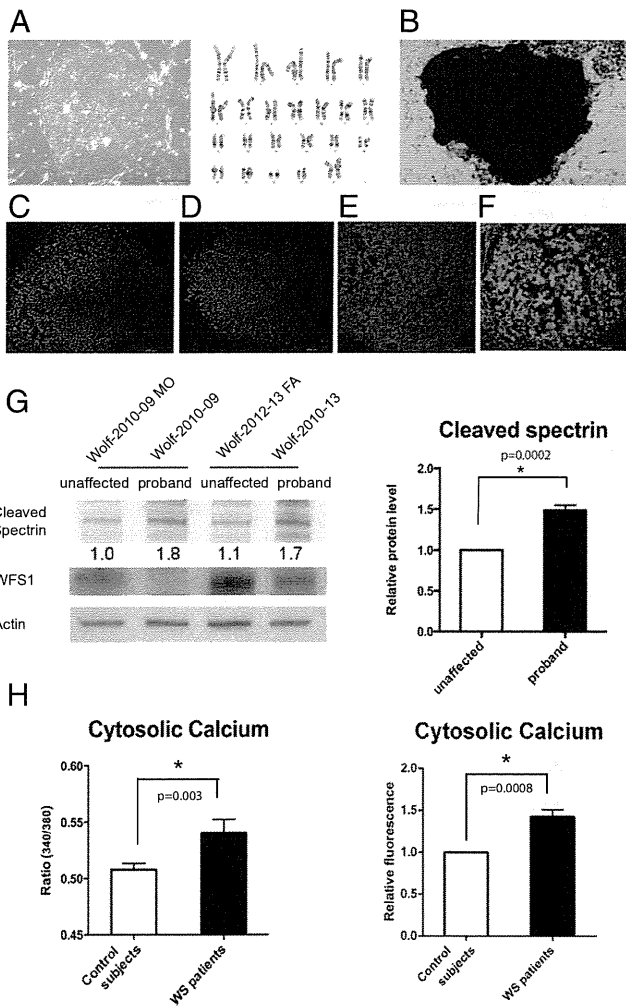 A
B
C
D
E
F
G
Wolf-2010-09 MO
Wolf-2010-09
Wolf-2012-13 FA
Wolf-2010-13
unaffected proband unaffected proband
Cleaved
Spectrin
1.0 1.8 1.1 1.7
WFS1
Actin
Cleaved spectrin
p=0.0002
*
Relative protein level
2.0
1.5
1.0
0.5
0.0
unaffected
proband
H
Cytosolic Calcium
*
p=0.003
Ratio (340/380)
0.60
0.55
0.50
0.45
Control
subjects
WS patients
Cytosolic Calcium
*
p=0.0008
Relative fluorescence
2.0
1.5
1.0
0.5
0.0
Control
subjects
WS patients